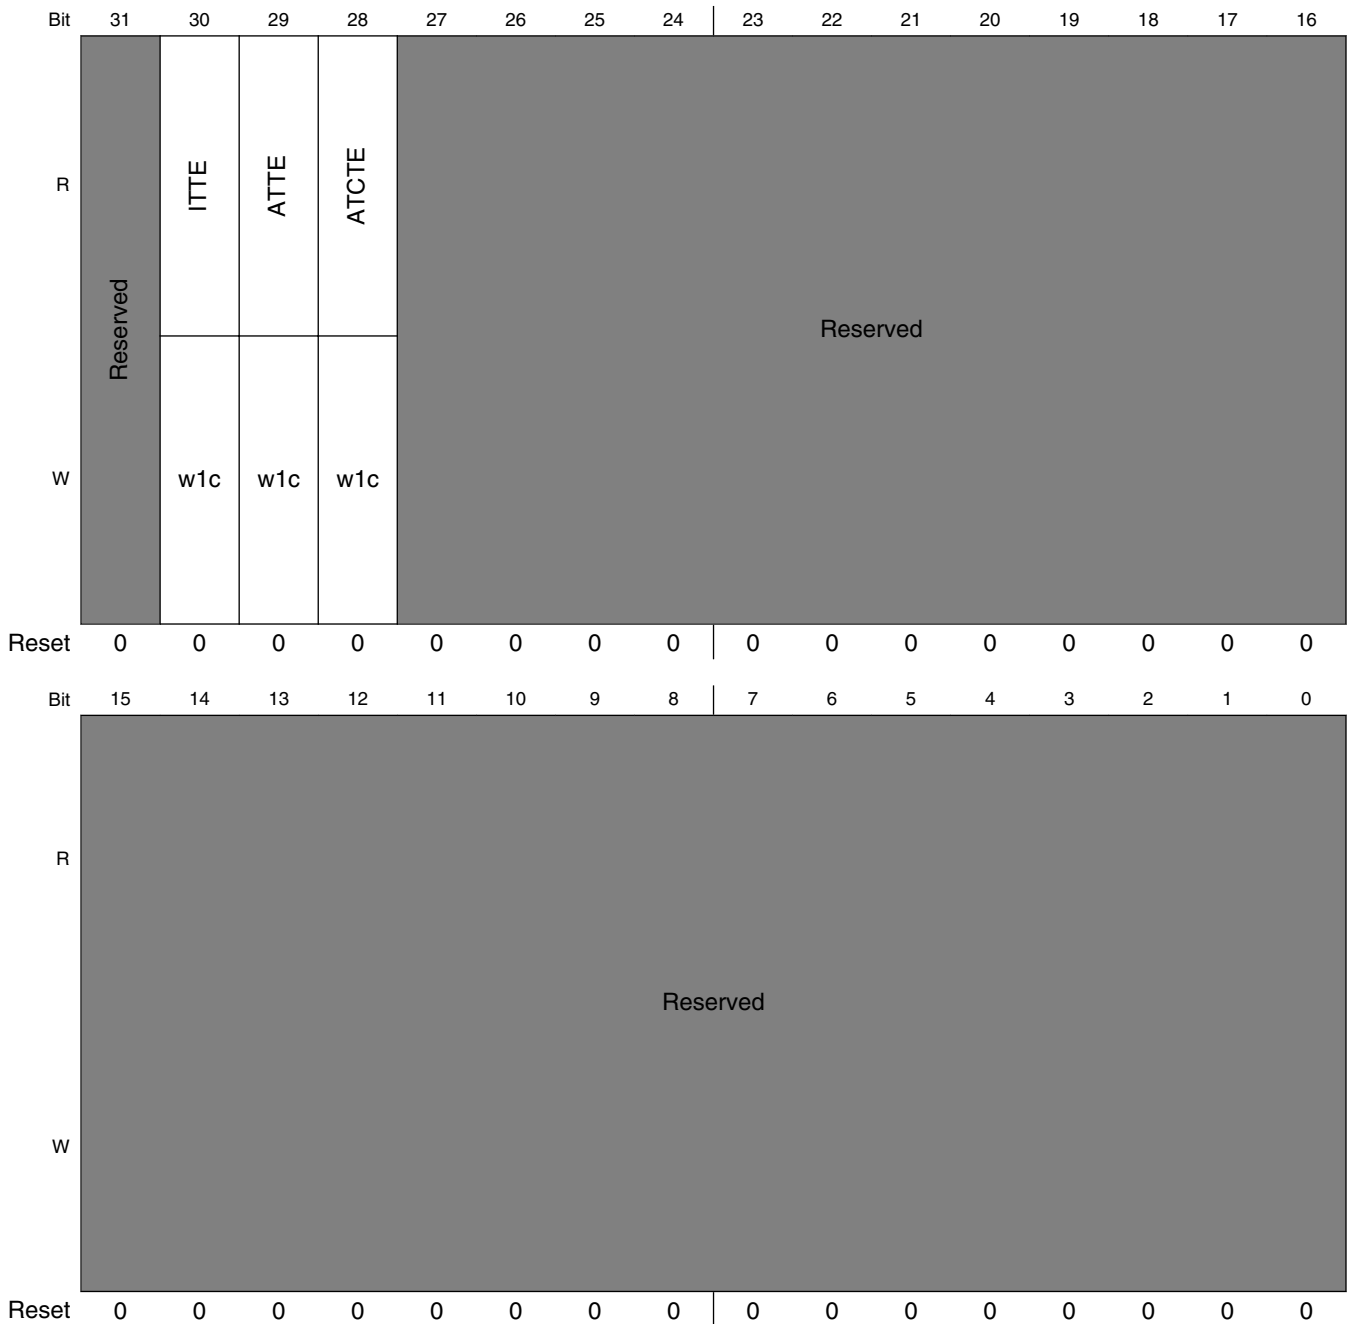 Bit 31 30 29 28 27 26 25 24 23 22 21 20 19 18 17 16
R Reserved ITTE ATTE ATCTE Reserved
W w1c w1c w1c
Reset 0 0 0 0 0 0 0 0 0 0 0 0 0 0 0 0
Bit 15 14 13 12 11 10 9 8 7 6 5 4 3 2 1 0
R
Reserved
W
Reset 0 0 0 0 0 0 0 0 0 0 0 0 0 0 0 0